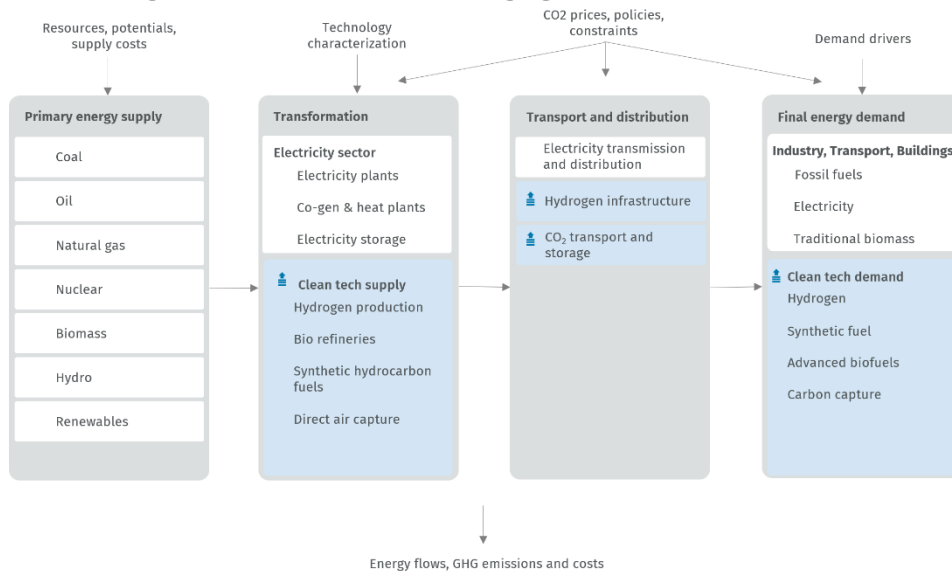 Resources, potentials,
supply costs
Technology
characterization
CO2 prices, policies,
constraints
Demand drivers
Primary energy supply
Coal
Oil
Natural gas
Nuclear
Biomass
Hydro
Renewables
Transformation
Electricity sector
Electricity plants
Co-gen & heat plants
Electricity storage
Clean tech supply
Hydrogen production
Bio refineries
Synthetic hydrocarbon
fuels
Direct air capture
Transport and distribution
Electricity transmission
and distribution
Hydrogen infrastructure
CO₂ transport and
storage
Final energy demand
Industry, Transport, Buildings
Fossil fuels
Electricity
Traditional biomass
Clean tech demand
Hydrogen
Synthetic fuel
Advanced biofuels
Carbon capture
Energy flows, GHG emissions and costs